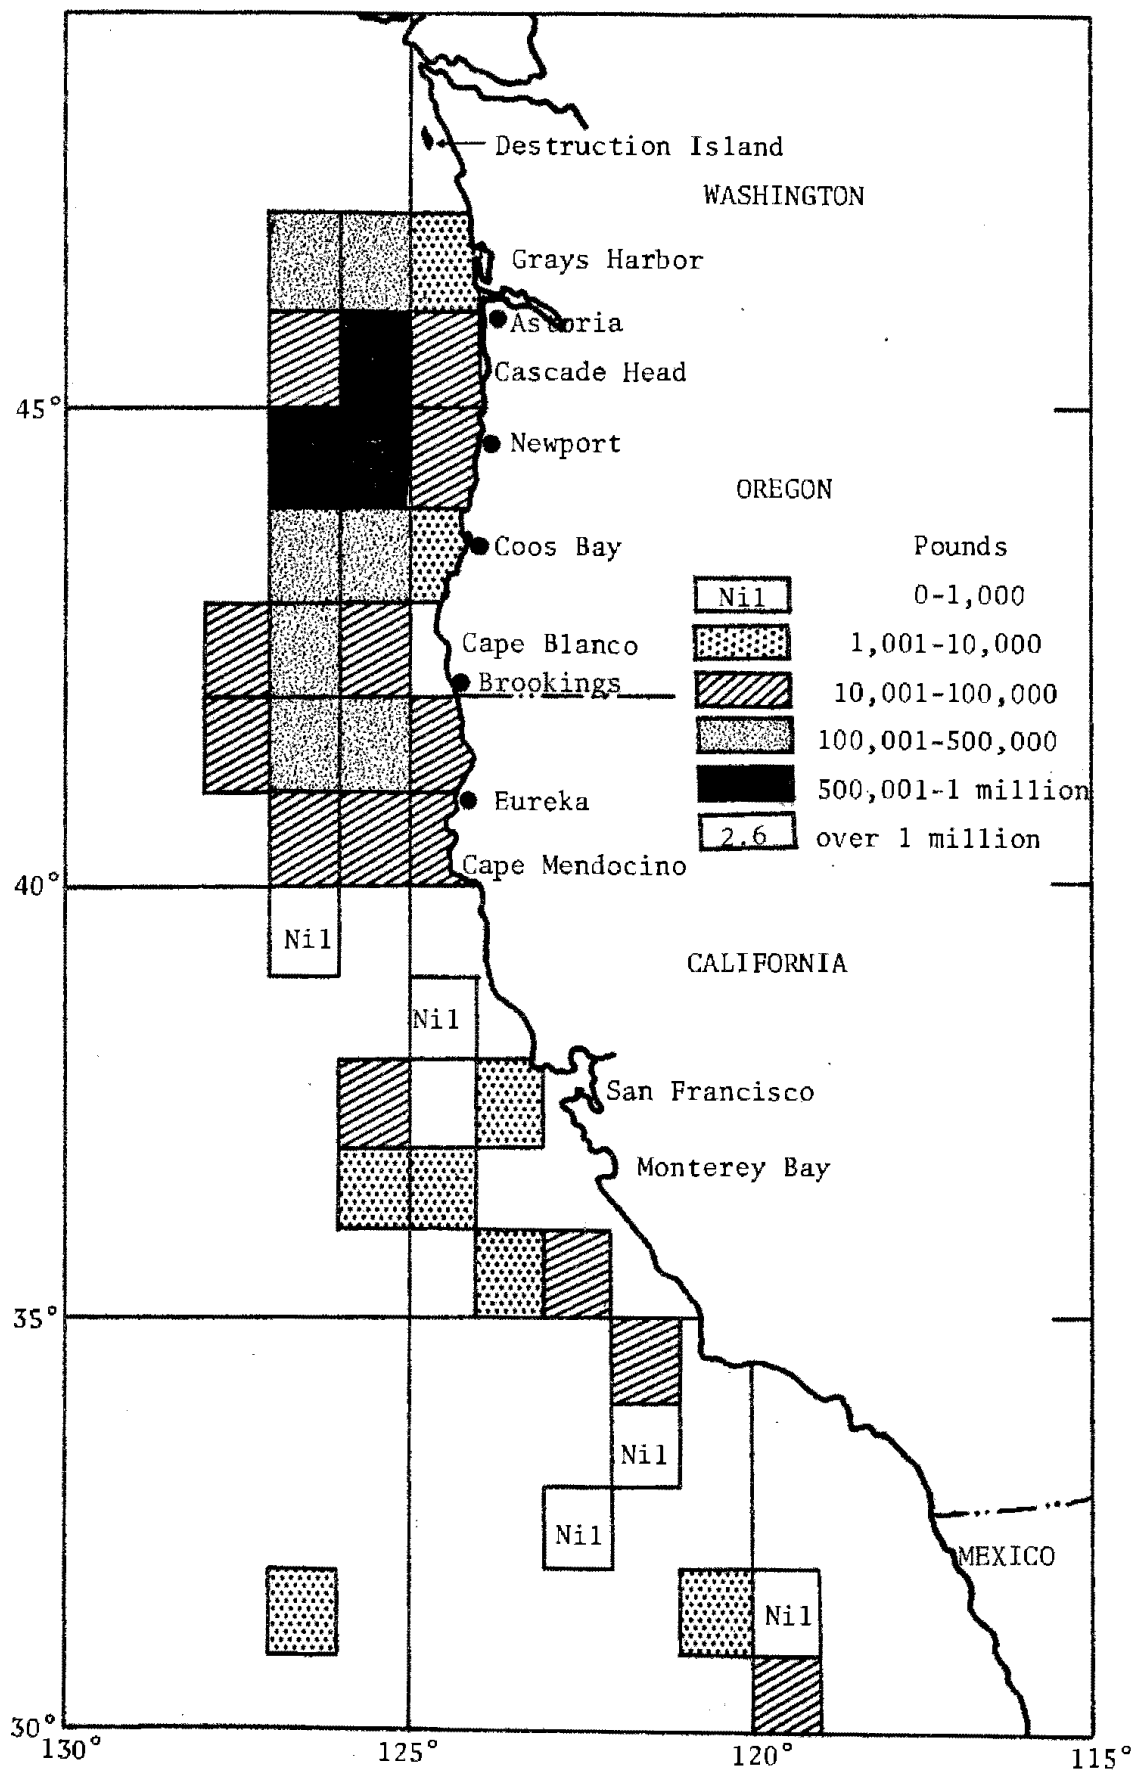 Destruction Island
WASHINGTON
Grays Harbor
Astoria
Cascade Head
45°
Newport
OREGON
Coos Bay
Pounds
Nil 0-1,000
1,001-10,000
Cape Blanco
Brookings
10,001-100,000
100,001-500,000
Eureka
500,001-1 million
2.6 over 1 million
Cape Mendocino
40°
Nil
CALIFORNIA
Nil
San Francisco
Monterey Bay
35°
Nil
Nil
MEXICO
Nil
30°
130° 125° 120° 115°